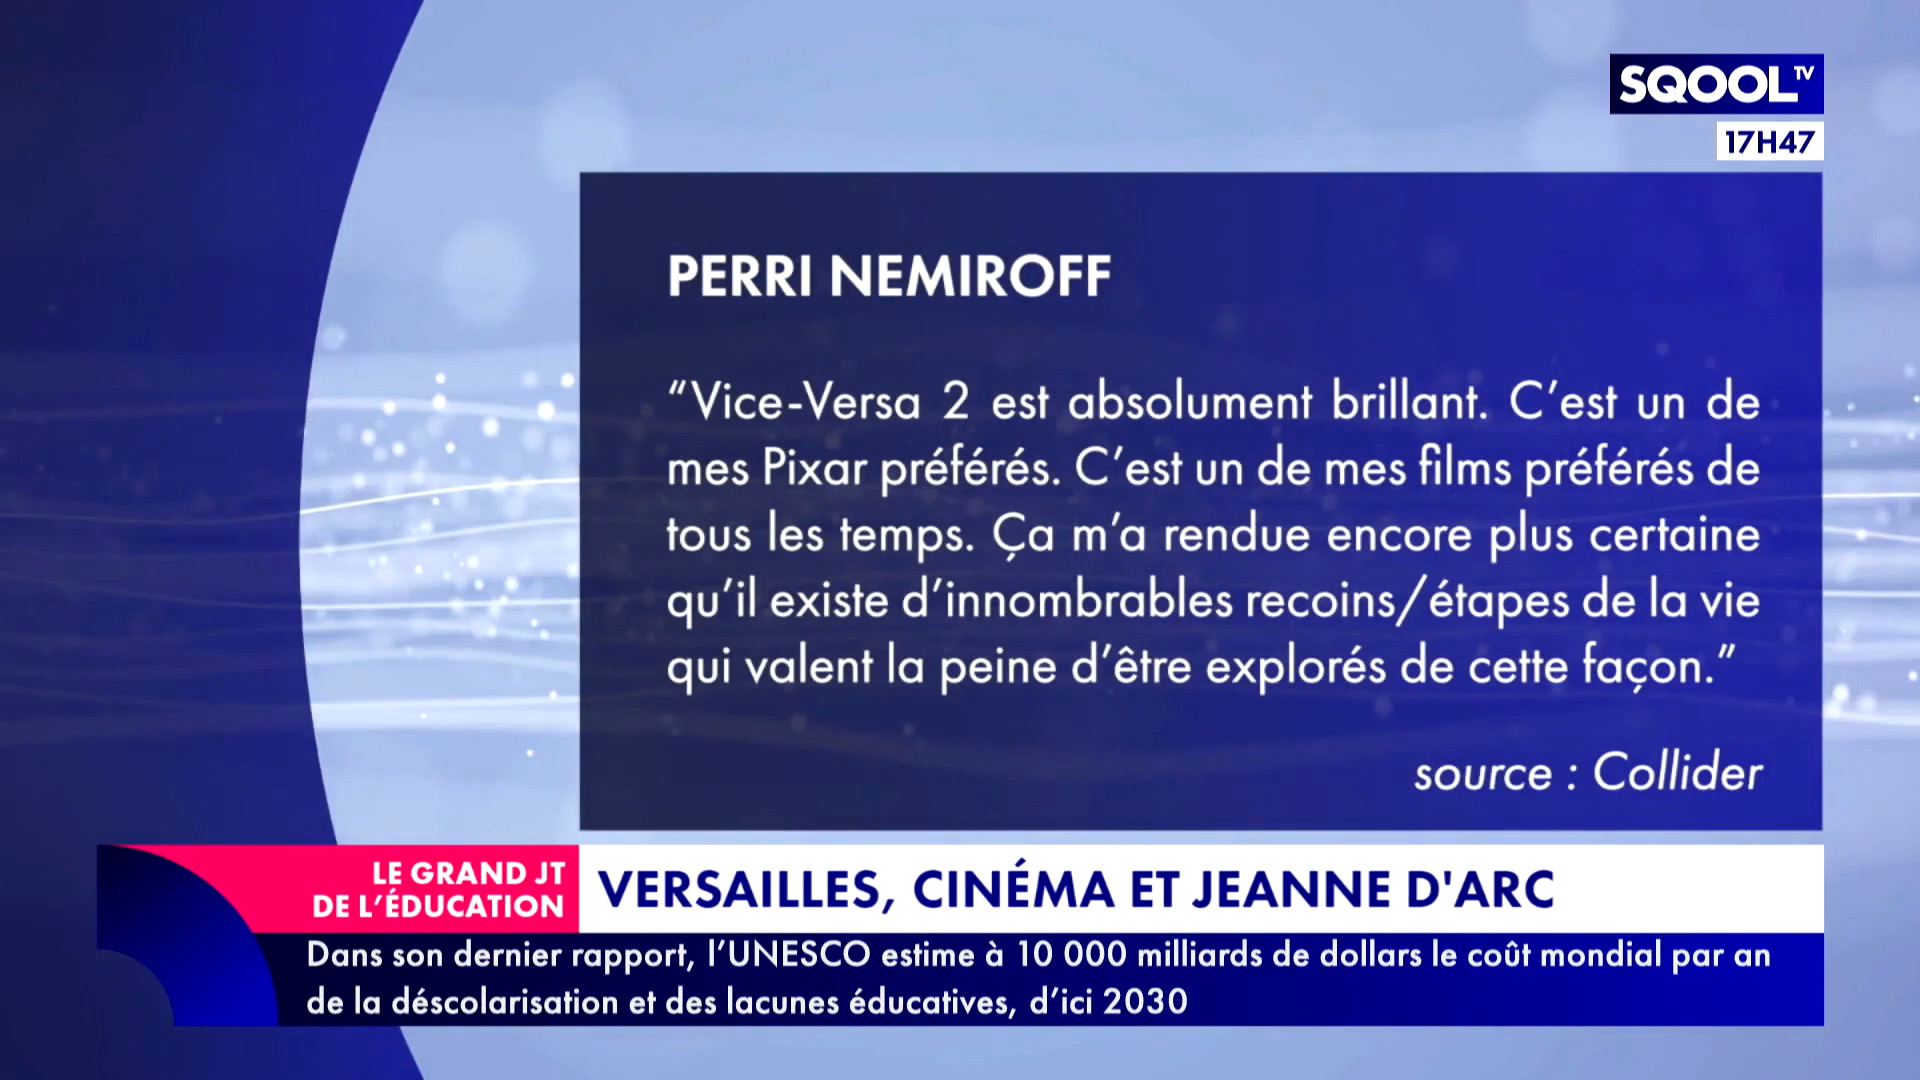 SQOOL TV
17H47
PERRI NEMIROFF
“Vice-Versa 2 est absolument brillant. C’est un de
mes Pixar préférés. C’est un de mes films préférés de
tous les temps. Ça m’a rendue encore plus certaine
qu’il existe d’innombrables recoins/étapes de la vie
qui valent la peine d’être explorés de cette façon.”
source : Collider
LE GRAND JT
DE L’ÉDUCATION
VERSAILLES, CINÉMA ET JEANNE D'ARC
Dans son dernier rapport, l’UNESCO estime à 10 000 milliards de dollars le coût mondial par an
de la déscolarisation et des lacunes éducatives, d’ici 2030